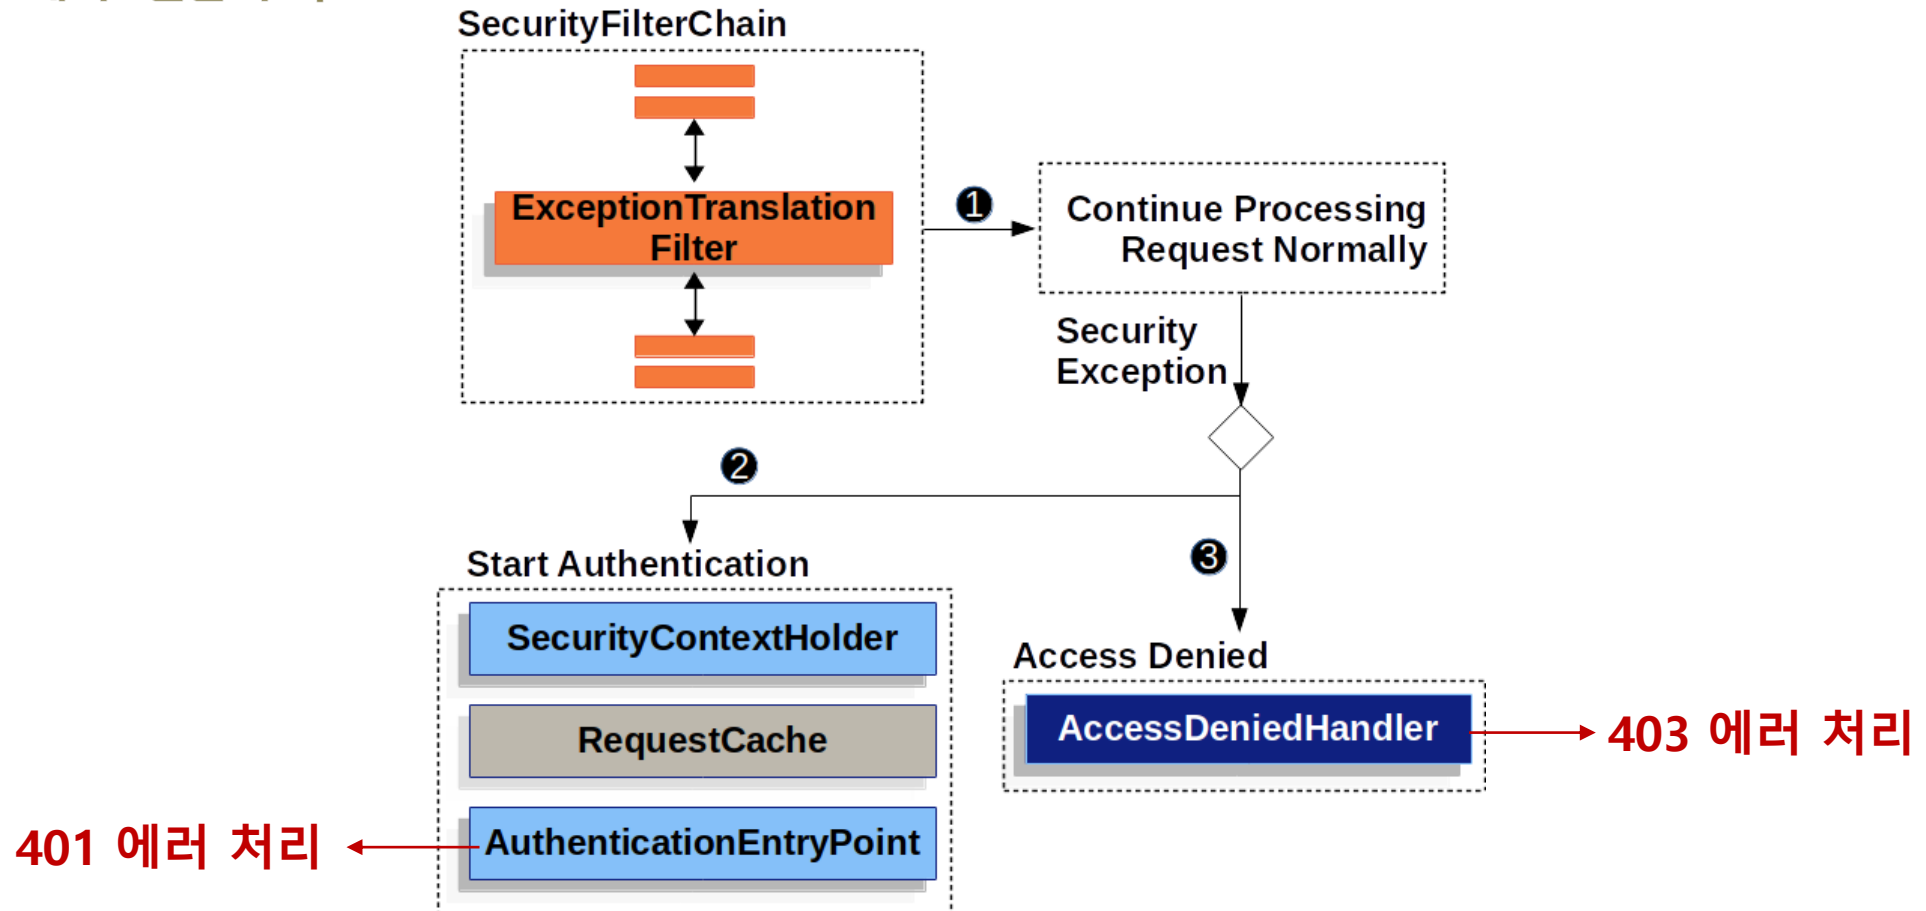 SecurityFilterChain
ExceptionTranslation
Filter
❶
Continue Processing
Request Normally
Security
Exception
❷
❸
Start Authentication
SecurityContextHolder
RequestCache
AuthenticationEntryPoint
401 에러 처리
Access Denied
AccessDeniedHandler
403 에러 처리